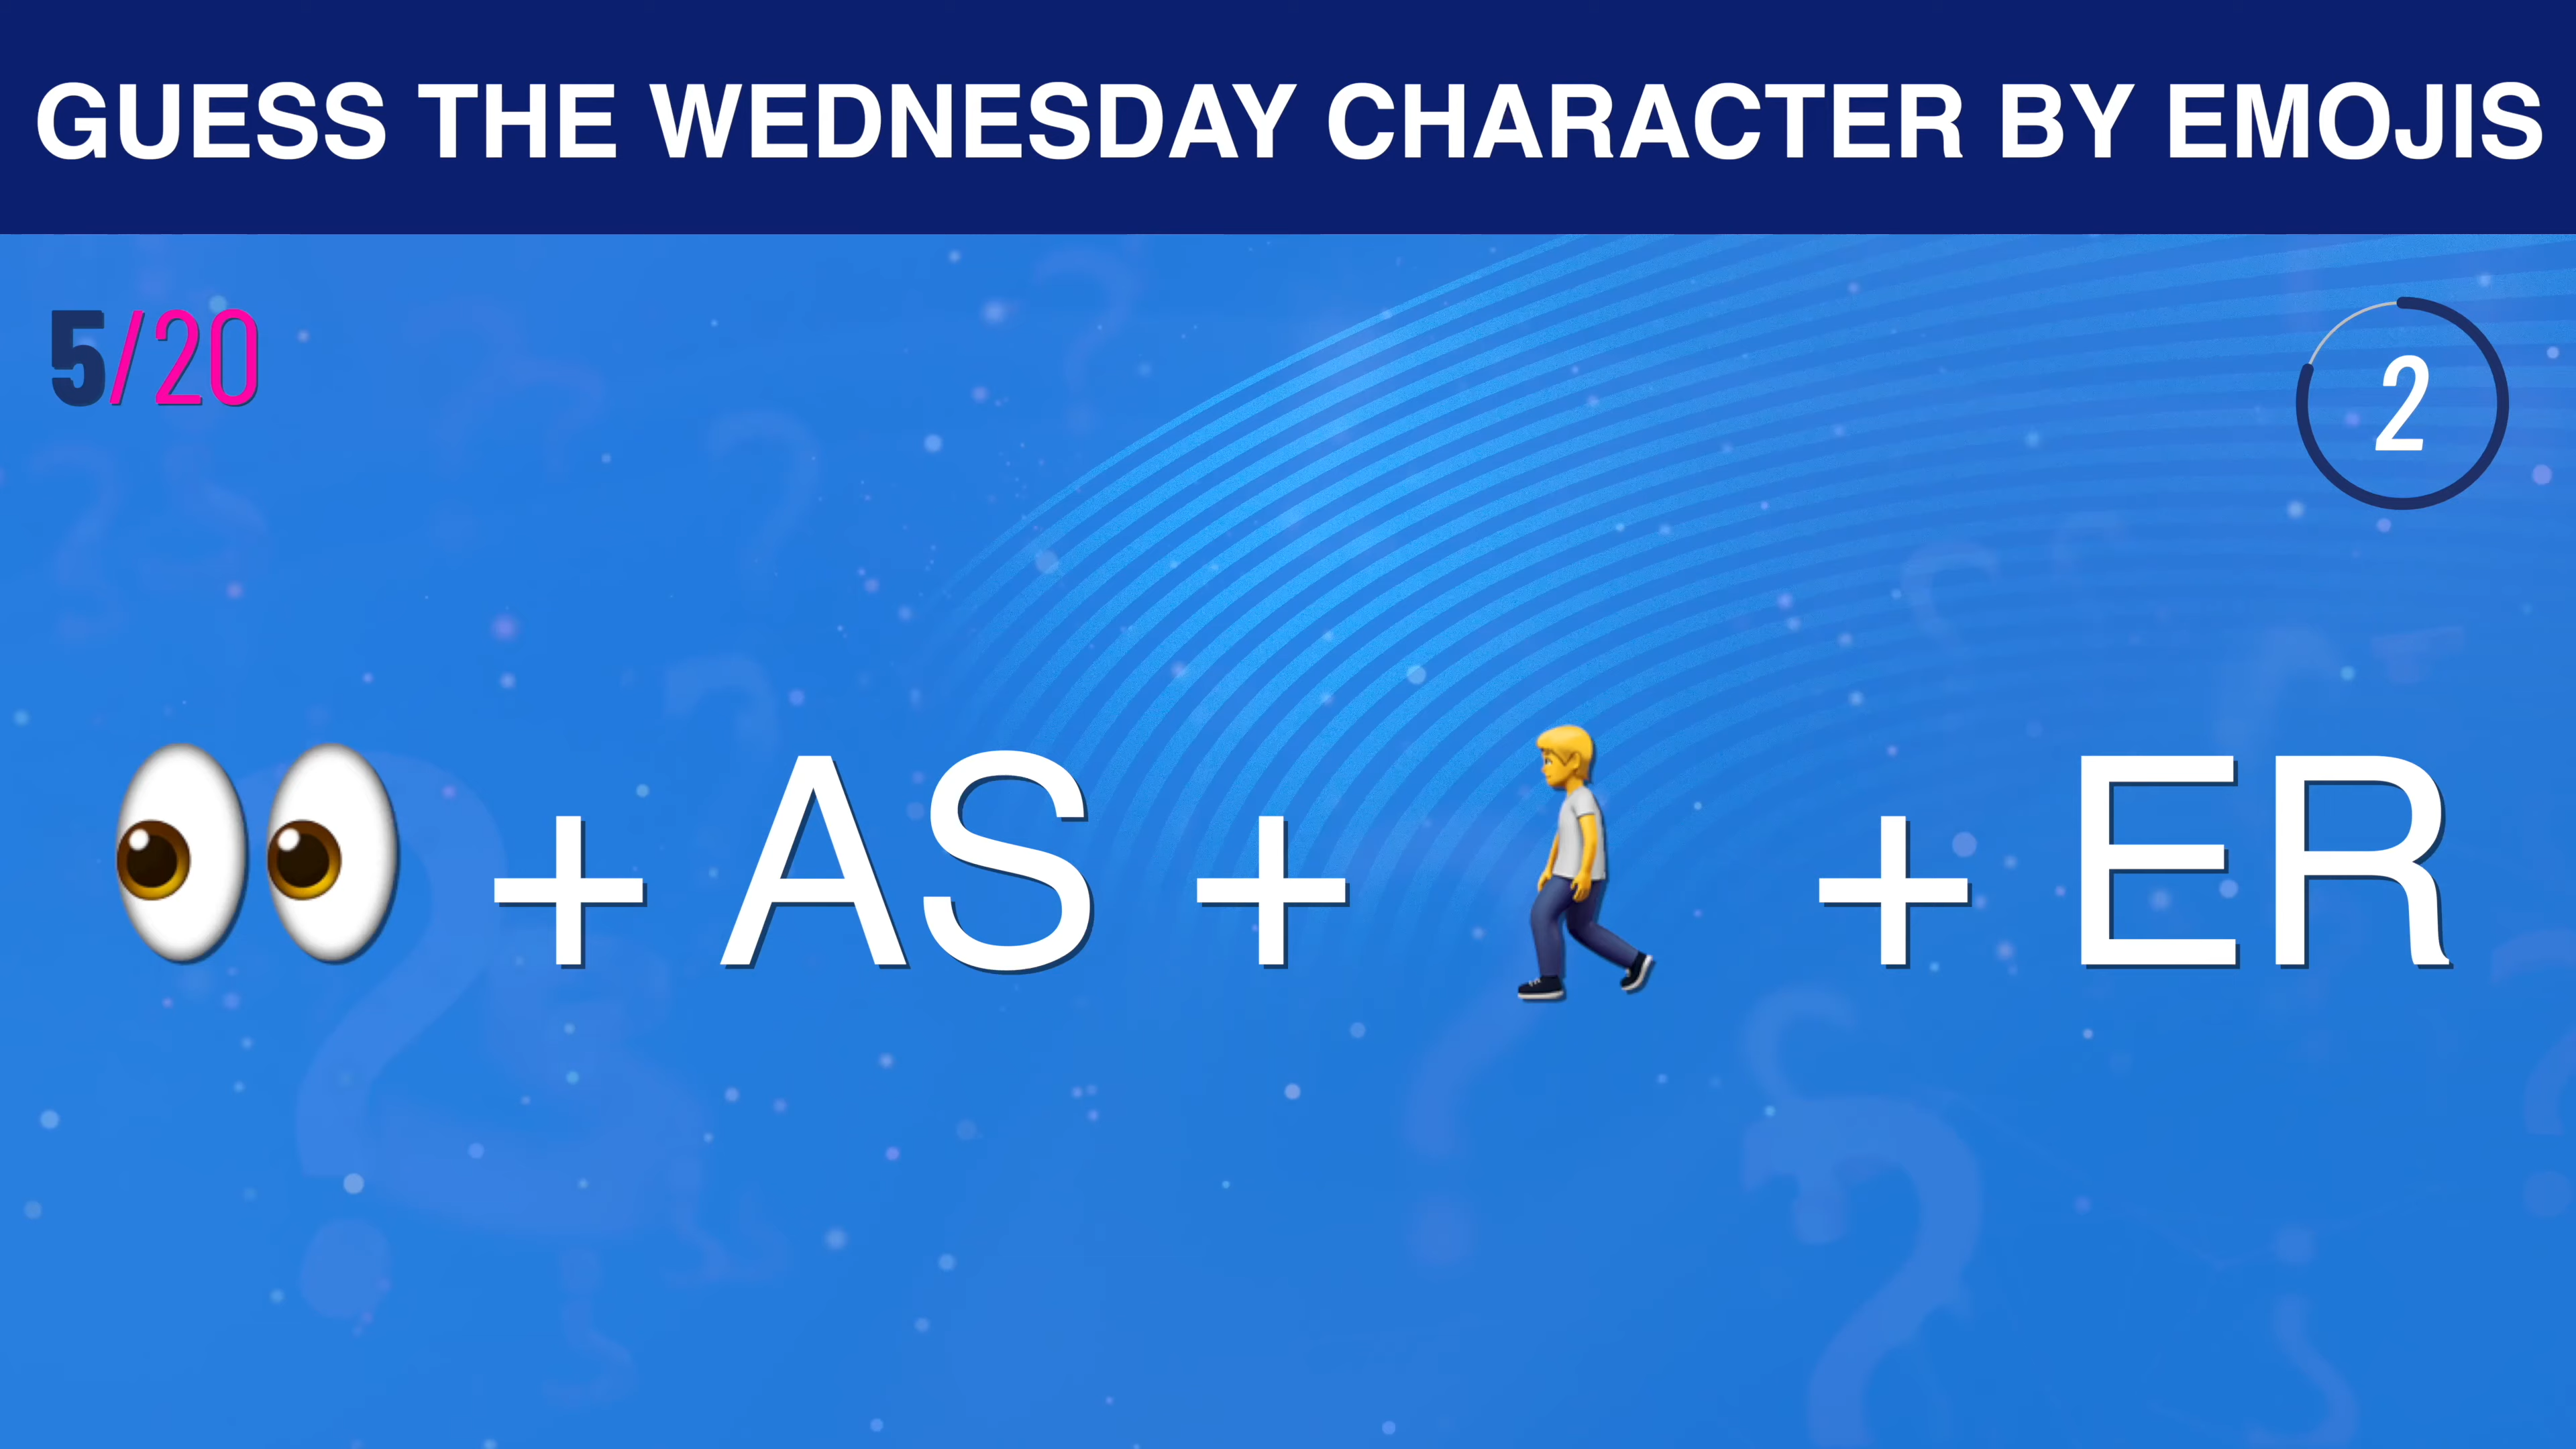 GUESS THE WEDNESDAY CHARACTER BY EMOJIS
5/20
2
+ AS + + ER